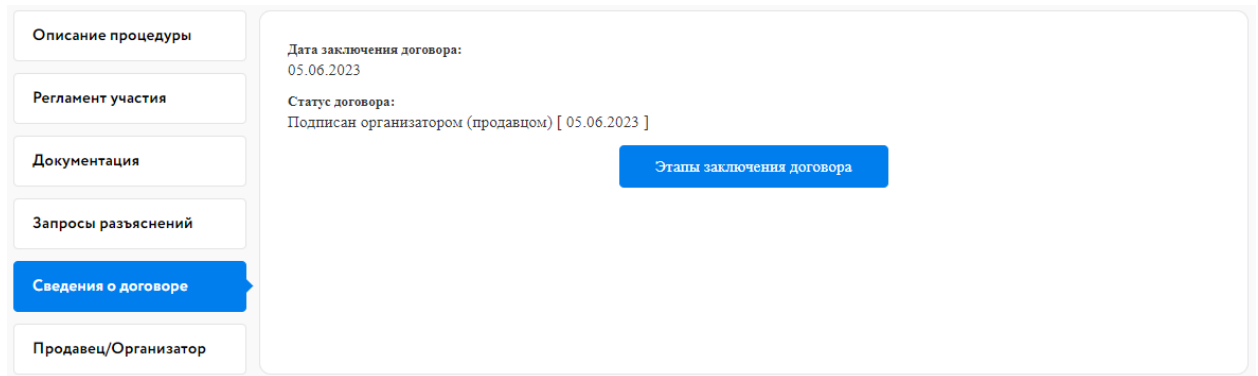 Описание процедуры
Регламент участия
Документация
Запросы разъяснений
Сведения о договоре
Продавец/Организатор
Дата заключения договора:
05.06.2023
Статус договора:
Подписан организатором (продавцом) [ 05.06.2023 ]
Этапы заключения договора